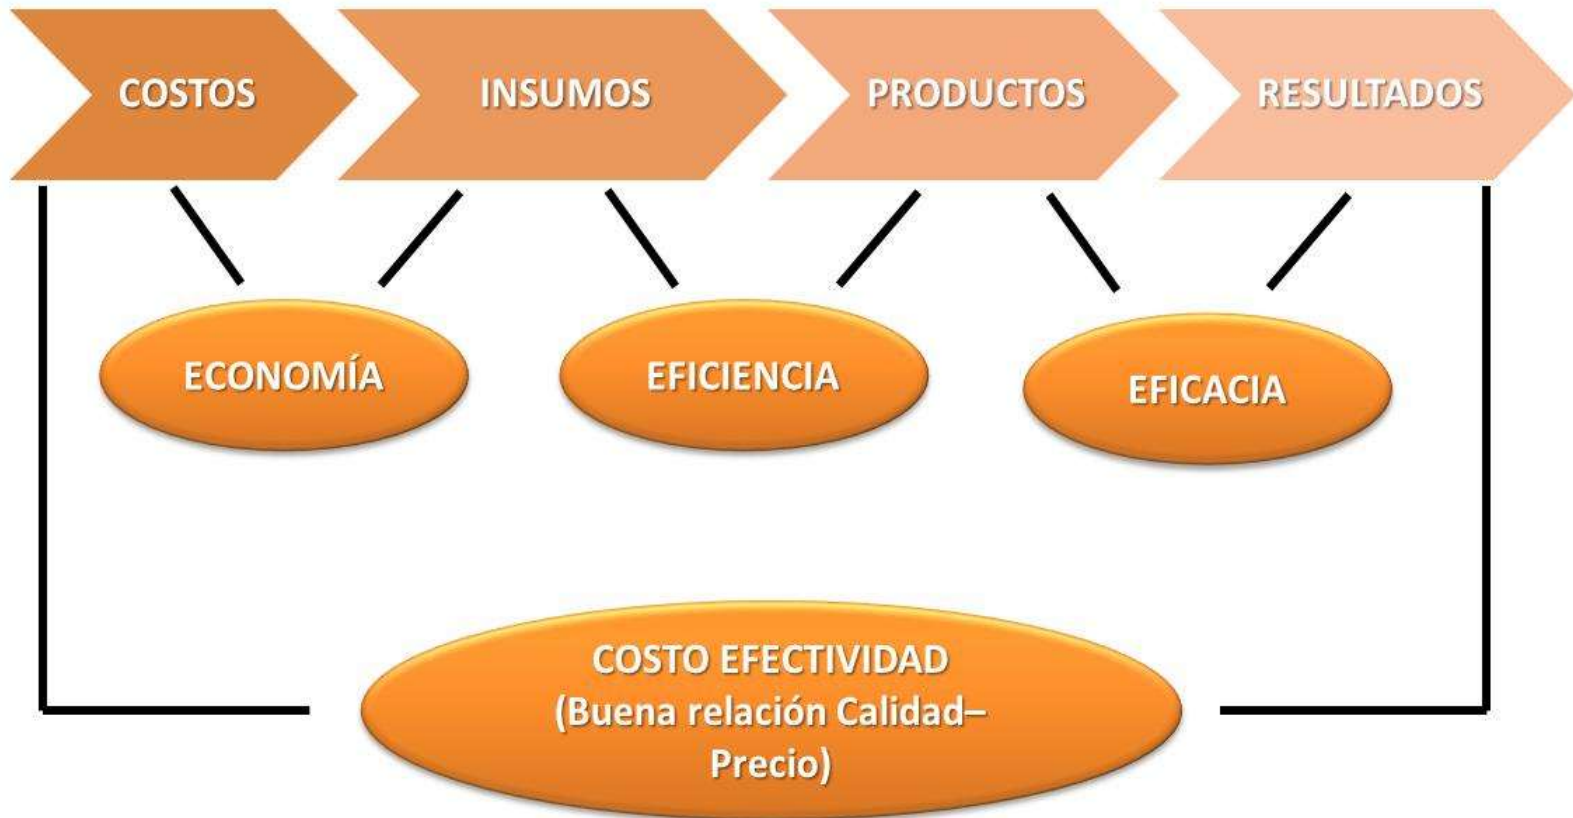 COSTOS
INSUMOS
PRODUCTOS
RESULTADOS
ECONOMÍA
EFICIENCIA
EFICACIA
COSTO EFECTIVIDAD
(Buena relación Calidad–
Precio)